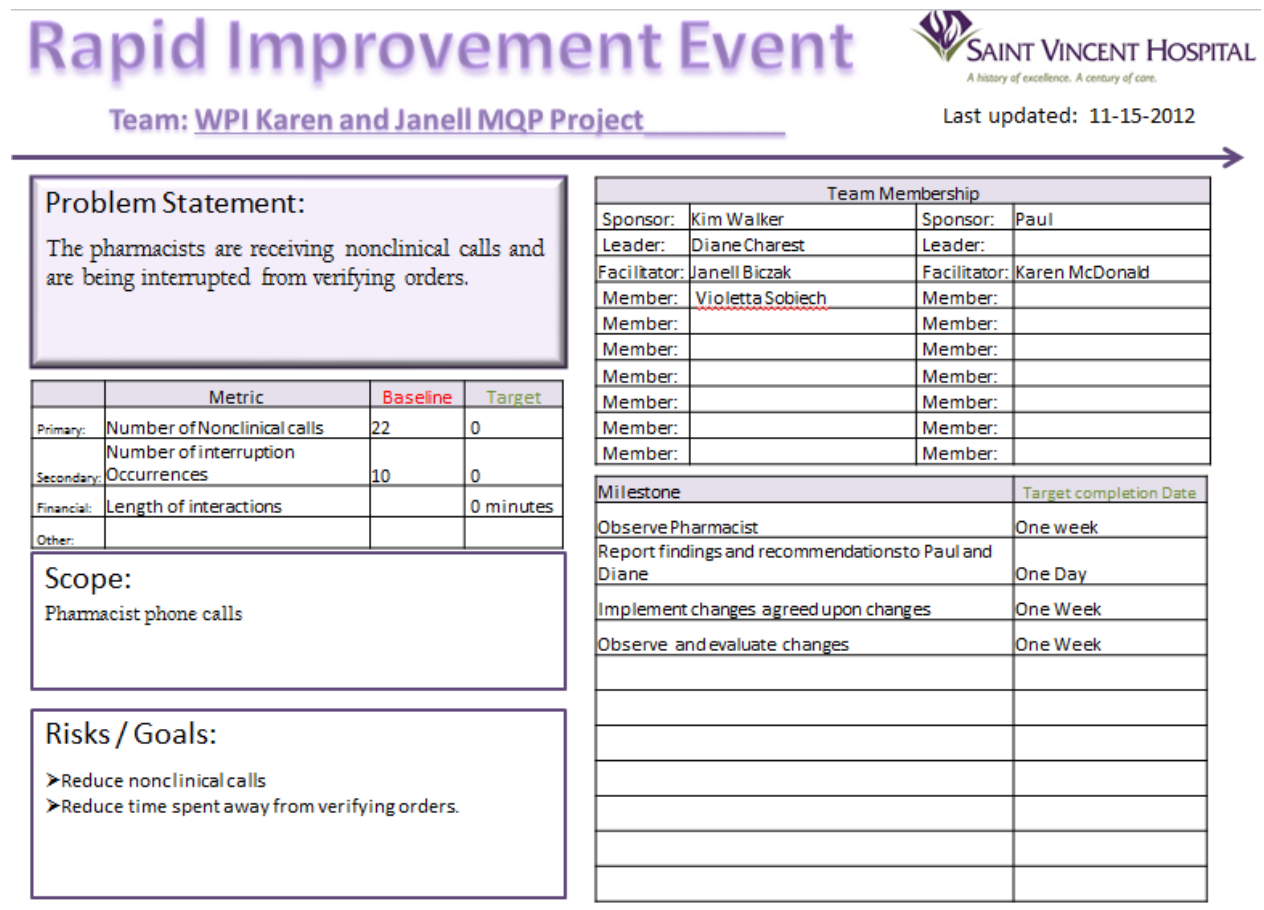 Rapid Improvement Event
SAINT VINCENT HOSPITAL
A history of excellence. A century of care.
Team: WPI Karen and Janell MQP Project__________
Last updated: 11-15-2012
Problem Statement:
The pharmacists are receiving nonclinical calls and
are being interrupted from verifying orders.
Metric Baseline Target
Primary: Number of Nonclinical calls 22 0
Number of interruption
Secondary: Occurrences 10 0
Financial: Length of interactions 0 minutes
Other:
Scope:
Pharmacist phone calls
Risks / Goals:
➢Reduce nonclinical calls
➢Reduce time spent away from verifying orders.
Team Membership
Sponsor: Kim Walker Sponsor: Paul
Leader: Diane Charest Leader:
Facilitator: Janell Biczak Facilitator: Karen McDonald
Member: Violetta Sobiech Member:
Member: Member:
Member: Member:
Member: Member:
Member: Member:
Member: Member:
Member: Member:
Milestone Target completion Date
Observe Pharmacist One week
Report findings and recommendations to Paul and
Diane One Day
Implement changes agreed upon changes One Week
Observe and evaluate changes One Week